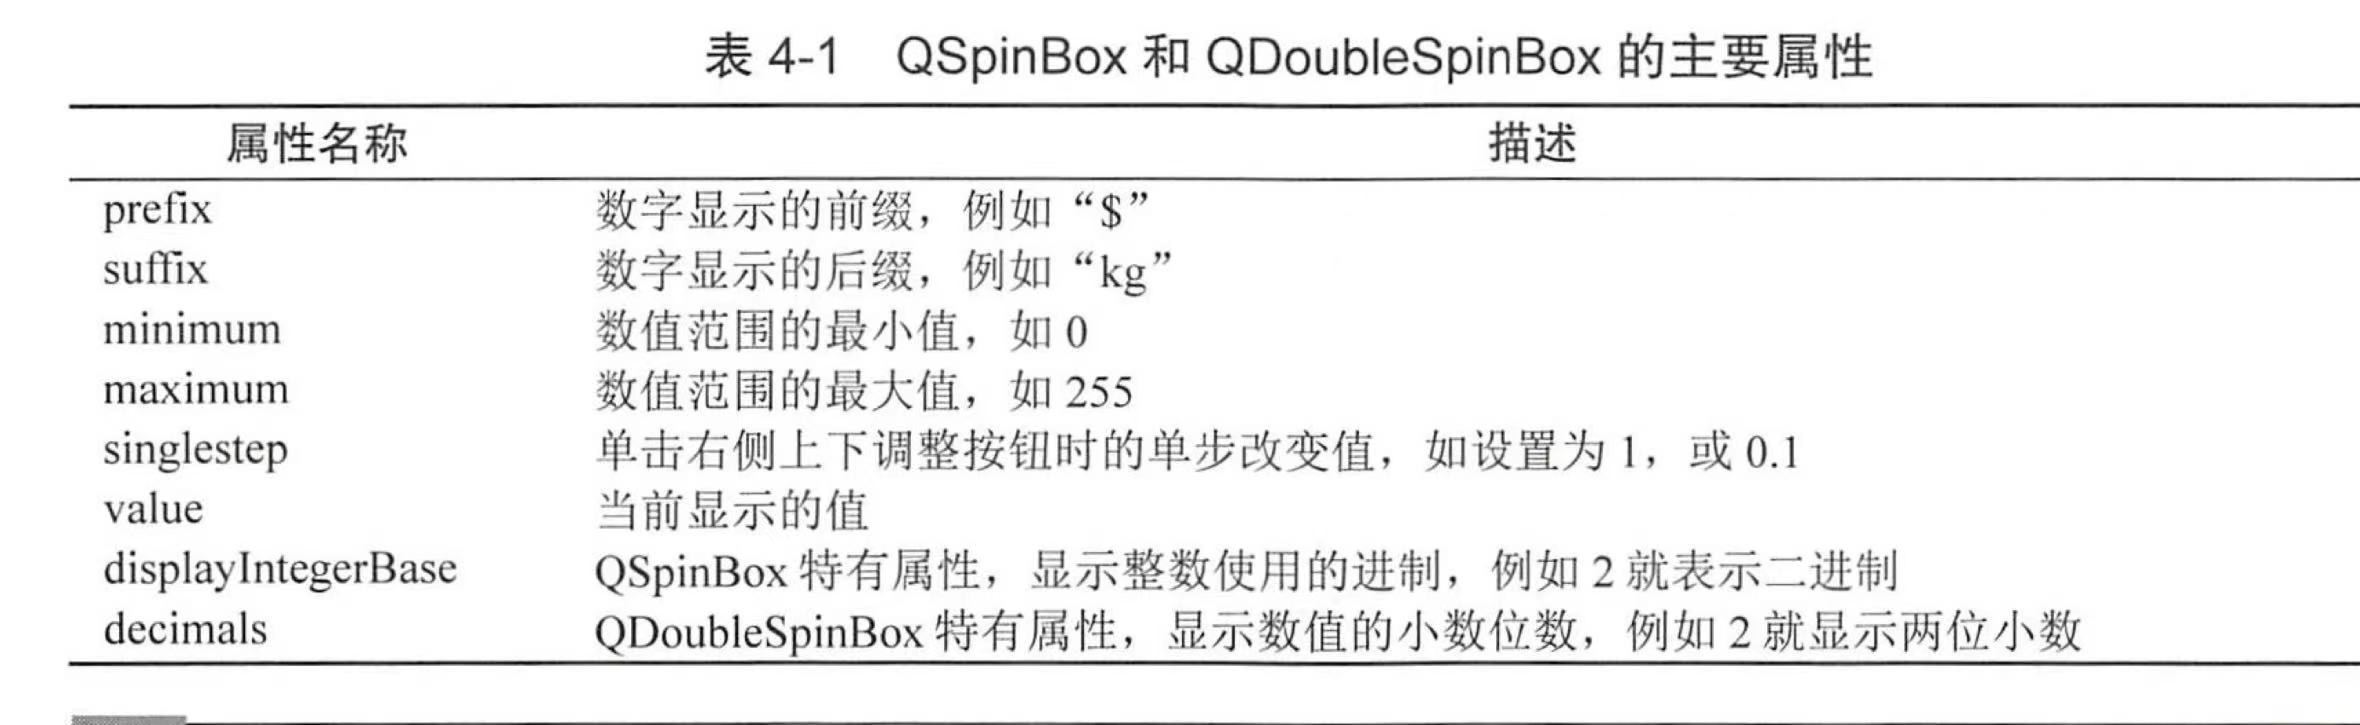 表 4-1 QSpinBox 和 QDoubleSpinBox 的主要属性
属性名称 描述
prefix 数字显示的前缀，例如“$”
suffix 数字显示的后缀，例如“kg”
minimum 数值范围的最小值，如 0
maximum 数值范围的最大值，如 255
singlestep 单击右侧上下调整按钮时的单步改变值，如设置为 1，或 0.1
value 当前显示的值
displayIntegerBase QSpinBox 特有属性，显示整数使用的进制，例如 2 就表示二进制
decimals QDoubleSpinBox 特有属性，显示数值的小数位数，例如 2 就显示两位小数